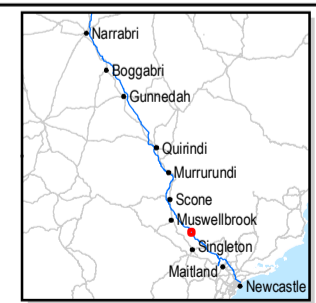 Narrabri
Boggabri
Gunnedah
Quirindi
Murrurundi
Scone
Muswellbrook
Singleton
Maitland
Newcastle